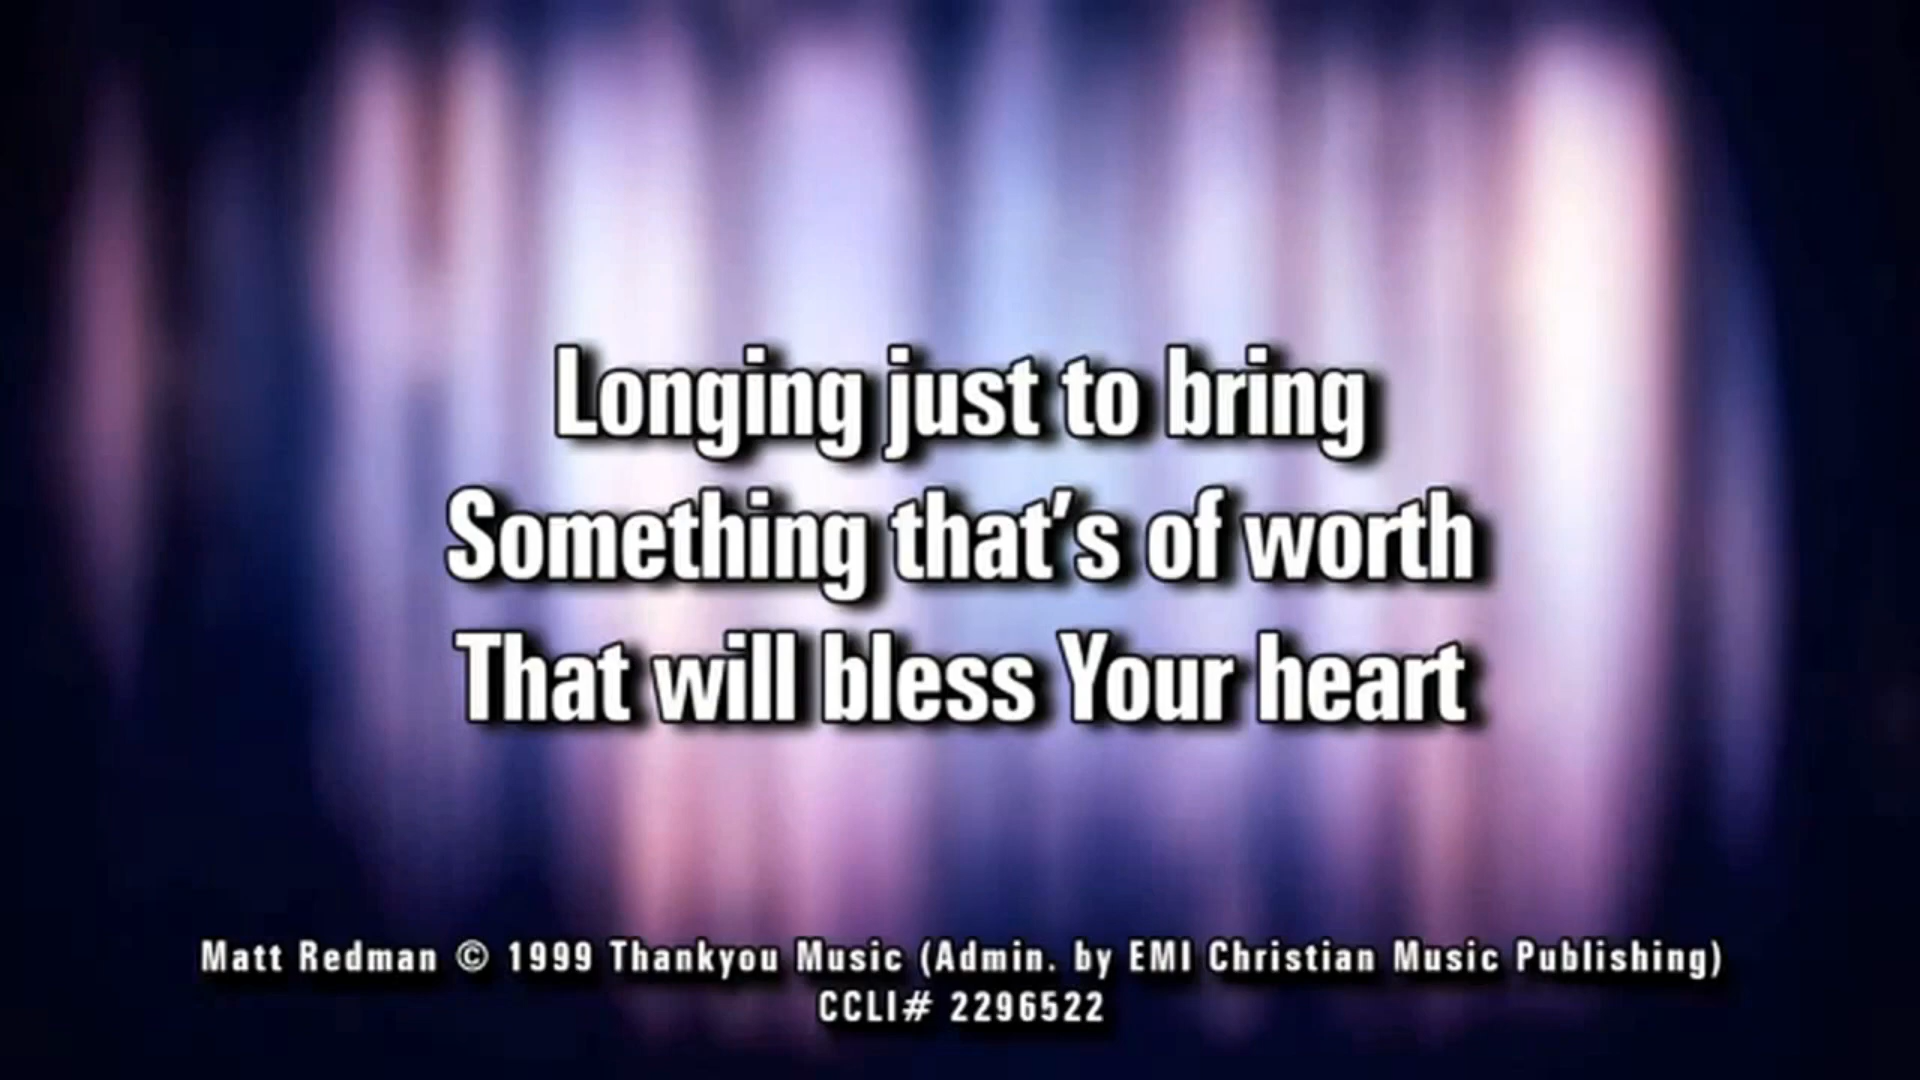 Longing just to bring
Something that's of worth
That will bless Your heart
Matt Redman © 1999 Thankyou Music (Admin. by EMI Christian Music Publishing)
CCLI# 2296522